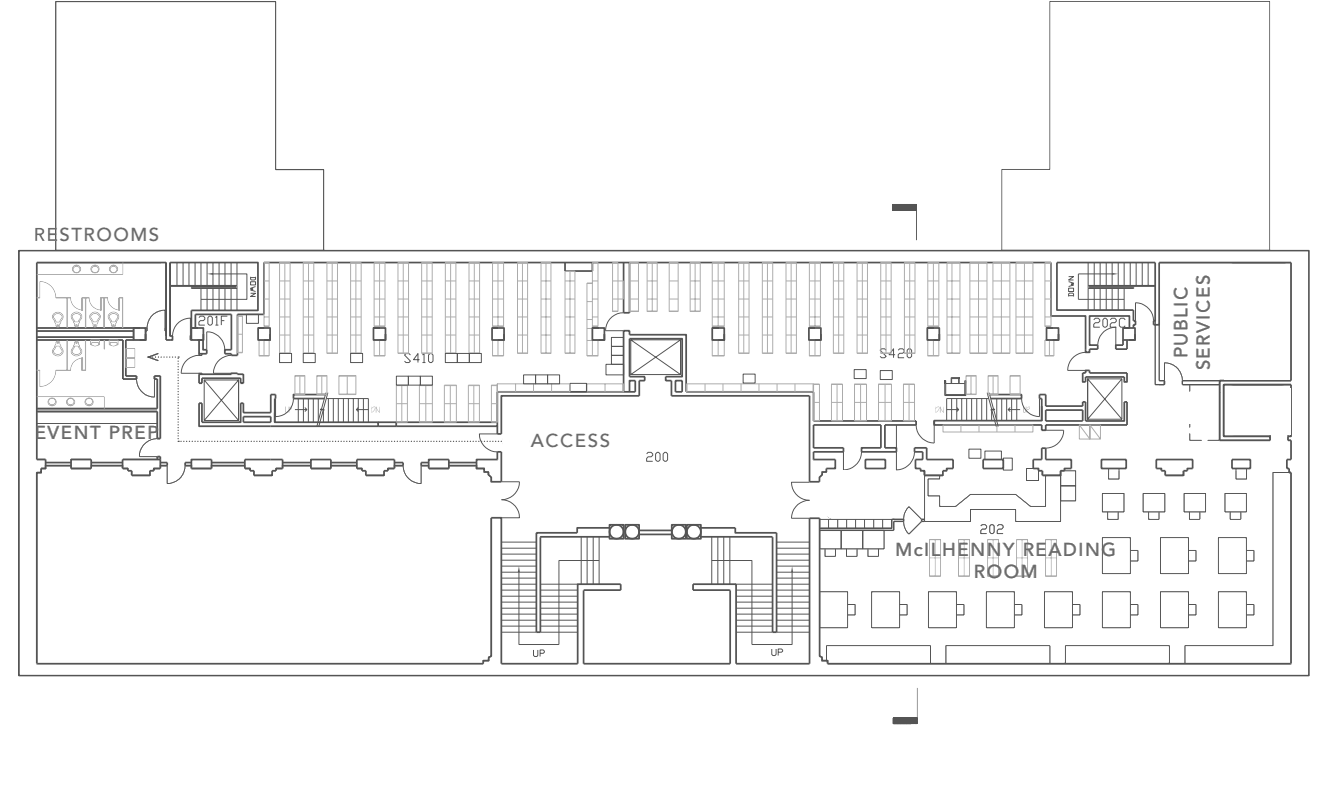 RESTROOMS
DOWN
DOWN
PUBLIC
SERVICES
201F
202C
S410
S420
DN
DN
EVENT PREP
ACCESS
200
202
McILHENNY READING
ROOM
UP
UP